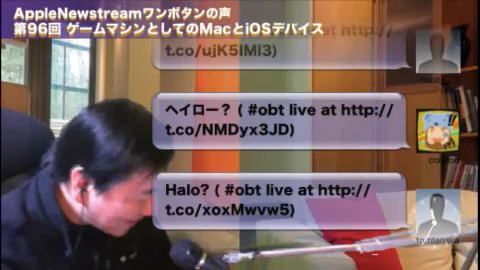 AppleNewstreamワンボタンの声
第96回 ゲームマシンとしてのMacとiOSデバイス
t.co/ujK5IMI3)
ヘイロー？ ( #obt live at http://
t.co/NMDyx3JD)
Halo? ( #obt live at http://
t.co/xoxMwvw5)